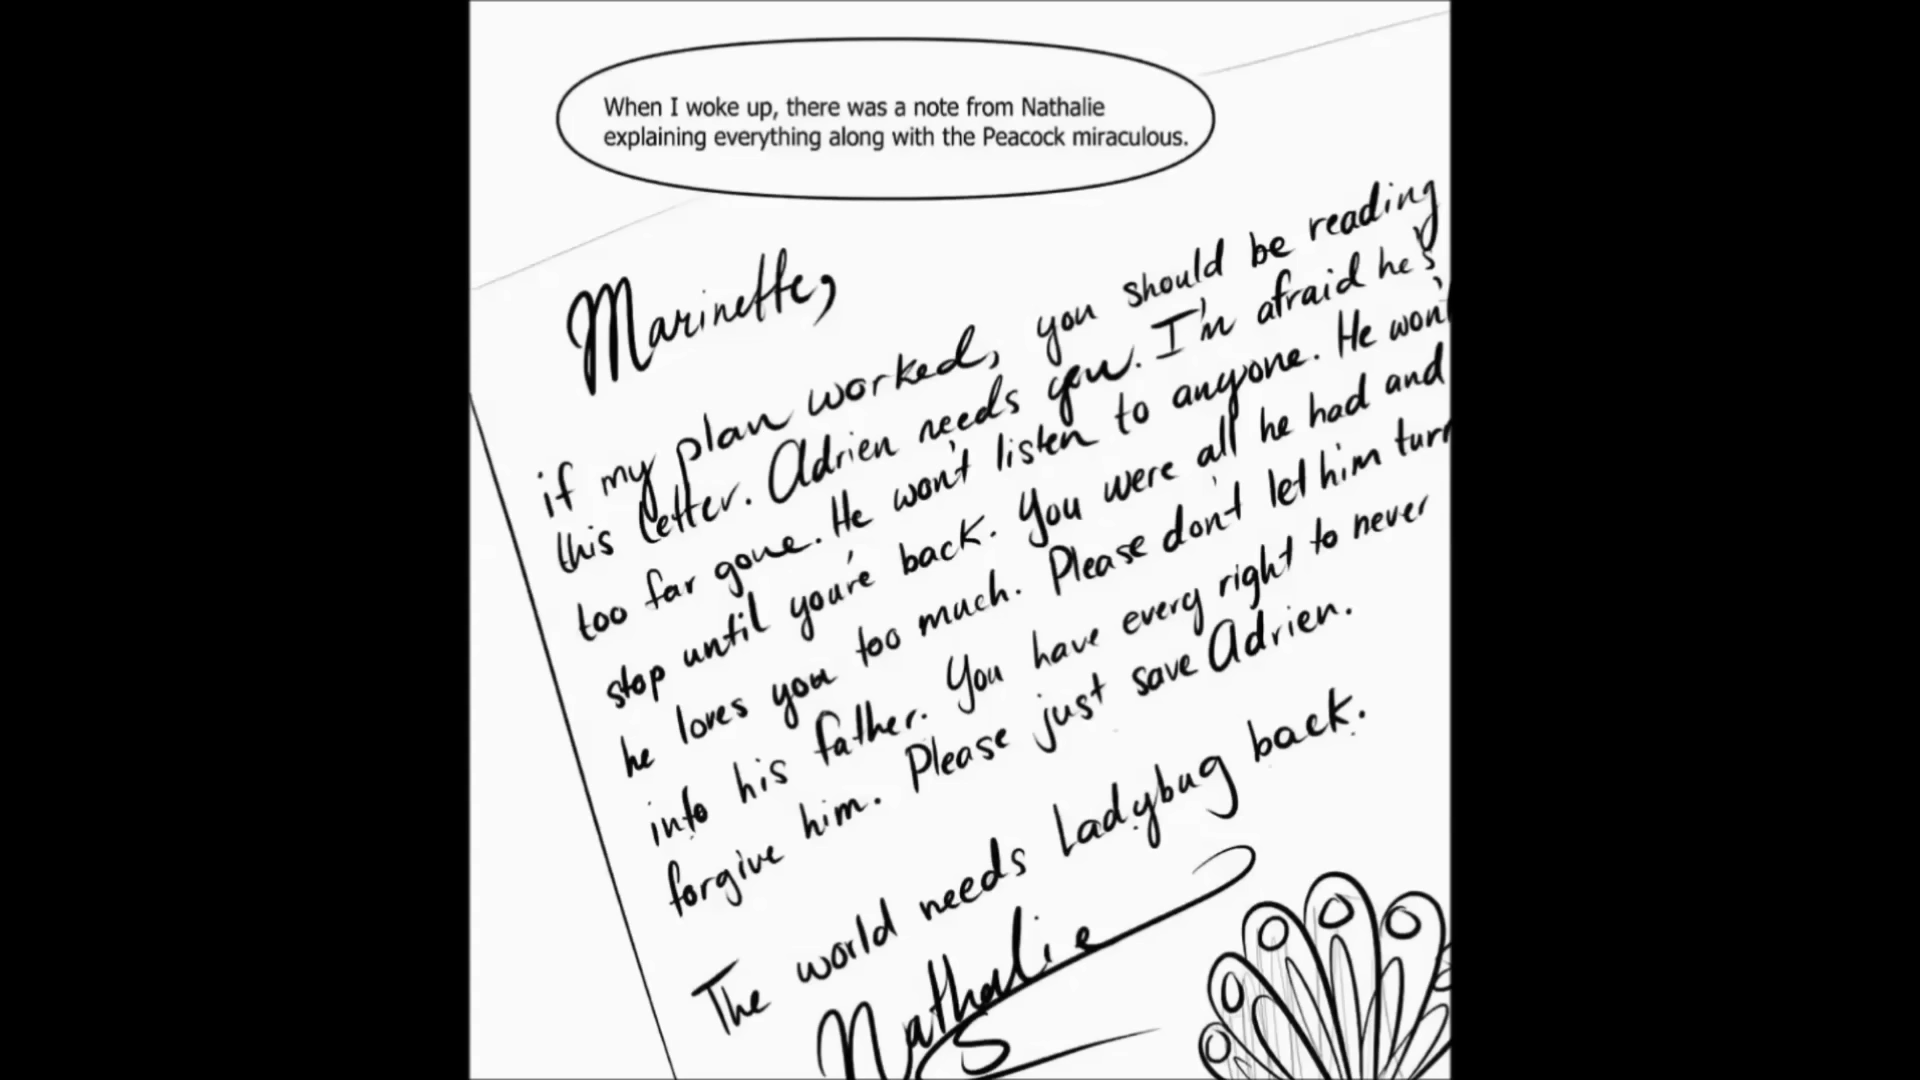 When I woke up, there was a note from Nathalie
explaining everything along with the Peacock miraculous.
Marinette,
if my plan worked, you should be reading
this letter. Adrien needs you. I'm afraid he's
too far gone. He won't listen to anyone. He won't
stop until you're back. You were all he had and
he loves you too much. Please don't let him turn
into his father. You have every right to never
forgive him. Please just save Adrien.
The world needs Ladybug back.
Nathalie